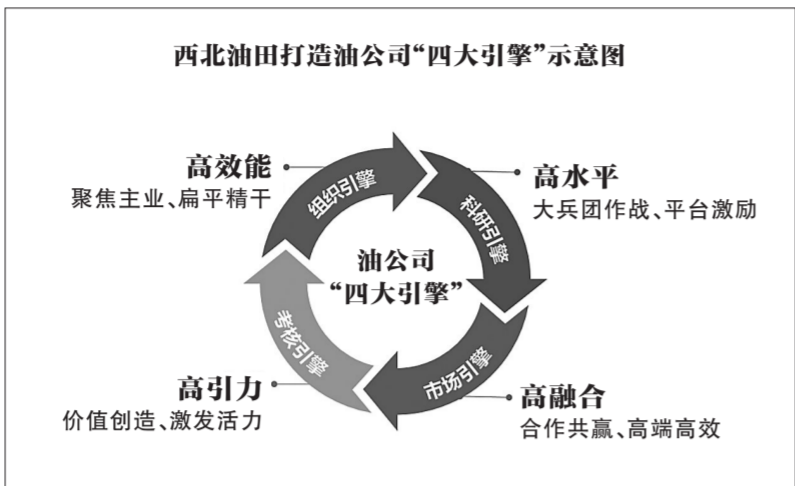 西北油田打造油公司“四大引擎”示意图
高效能
聚焦主业、扁平精干
组织引擎
高水平
大兵团作战、平台激励
科研引擎
油公司
“四大引擎”
考核引擎
高引力
价值创造、激发活力
市场引擎
高融合
合作共赢、高端高效